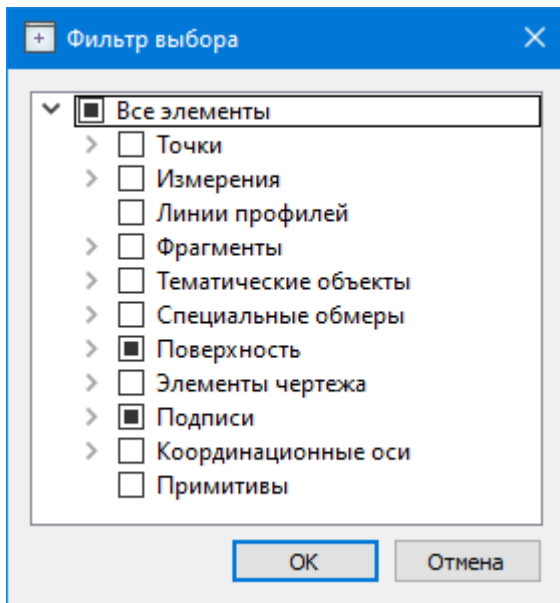 Фильтр выбора
Все элементы
Точки
Измерения
Линии профилей
Фрагменты
Тематические объекты
Специальные обмеры
Поверхность
Элементы чертежа
Подписи
Координационные оси
Примитивы
ОК Отмена